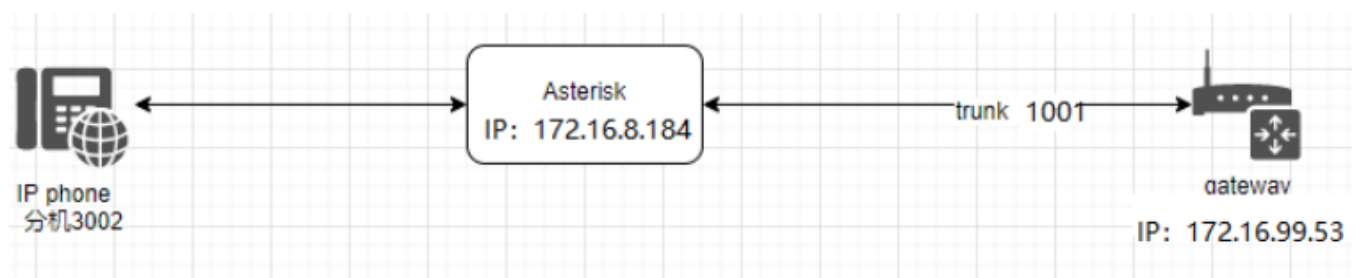 Asterisk
IP: 172.16.8.184
trunk 1001
IP phone
分机3002
gateway
IP: 172.16.99.53